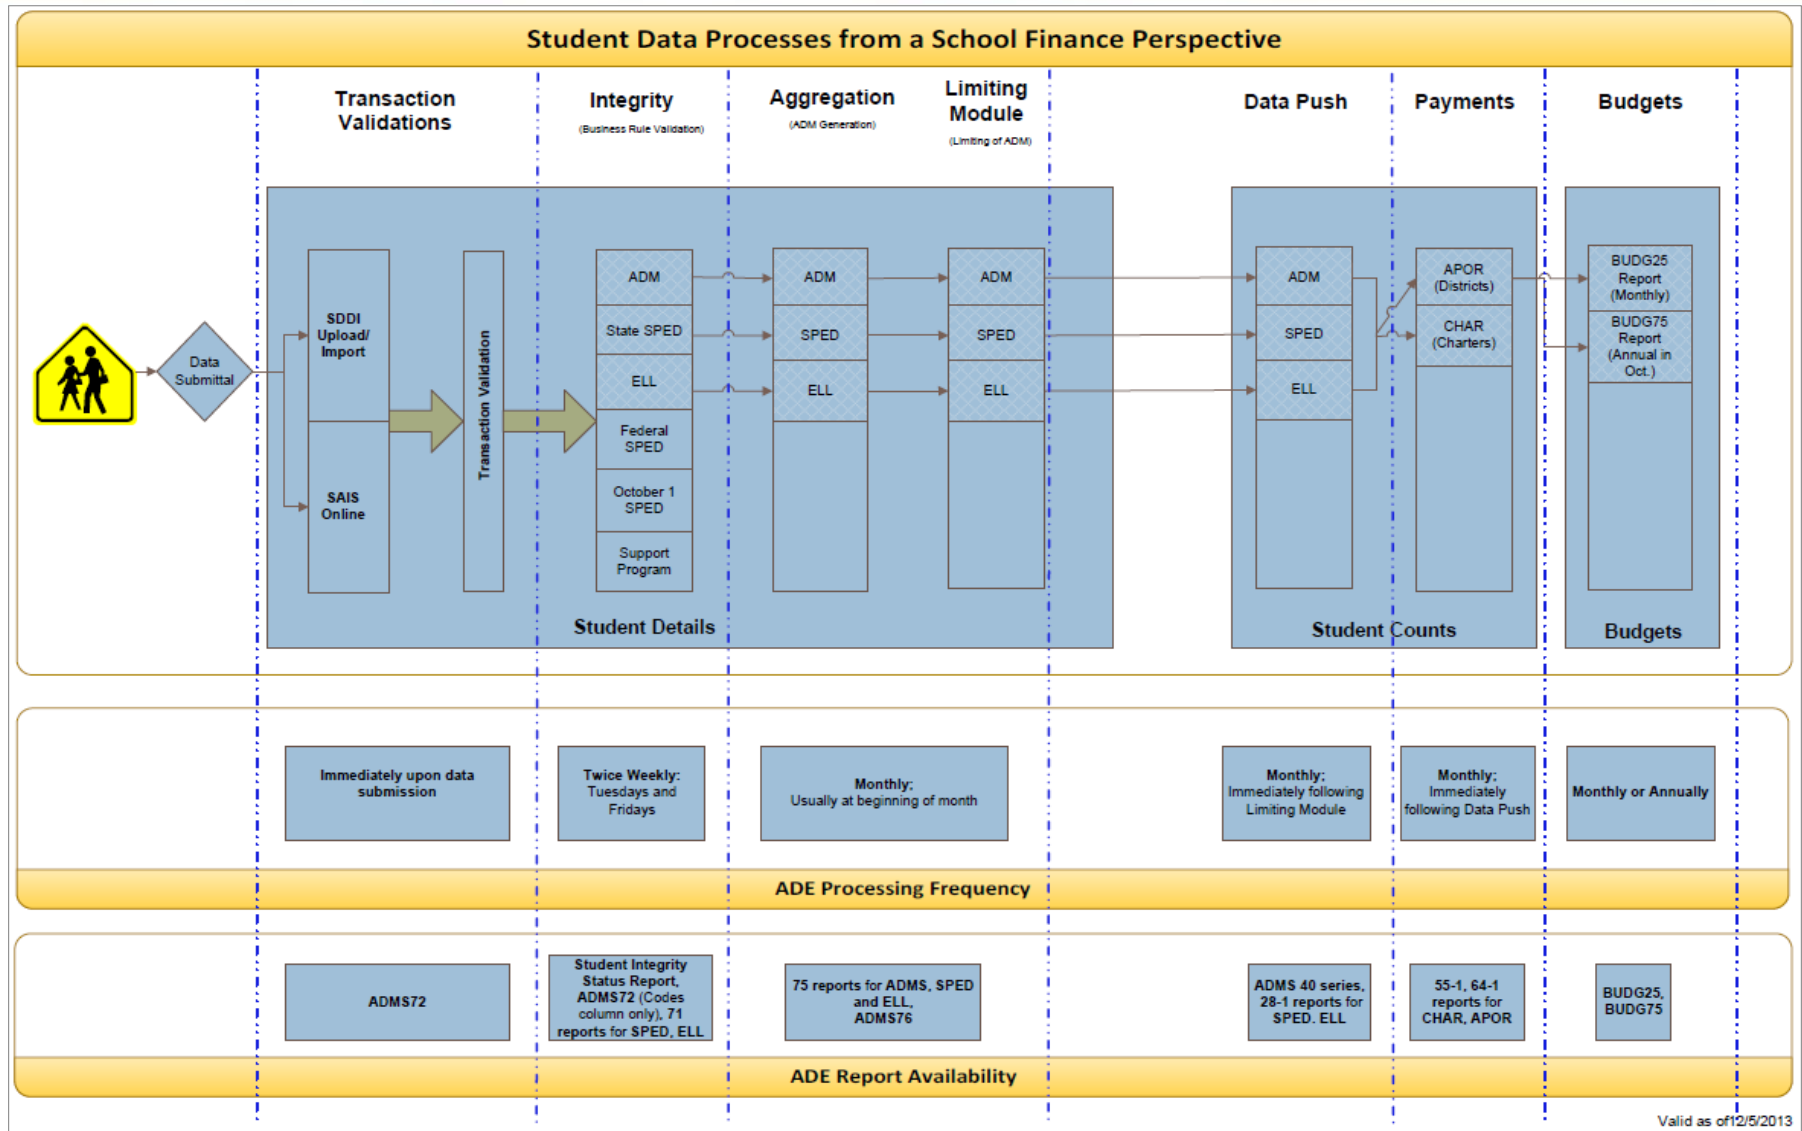 Student Data Processes from a School Finance Perspective
Transaction
Validations
Integrity
(Business Rule Validation)
Aggregation
(ADM Generation)
Limiting
Module
(Limiting of ADM)
Data Push
Payments
Budgets
Data
Submittal
SDDI
Upload/
Import
SAIS
Online
Transaction Validation
ADM
State SPED
ELL
Federal
SPED
October 1
SPED
Support
Program
ADM
SPED
ELL
ADM
SPED
ELL
Student Details
ADM
SPED
ELL
APOR
(Districts)
CHAR
(Charters)
Student Counts
BUDG25
Report
(Monthly)
BUDG75
Report
(Annual in
Oct.)
Budgets
Immediately upon data
submission
Twice Weekly:
Tuesdays and
Fridays
Monthly;
Usually at beginning of month
Monthly;
Immediately following
Limiting Module
Monthly;
Immediately
following Data Push
Monthly or Annually
ADE Processing Frequency
ADMS72
Student Integrity
Status Report,
ADMS72 (Codes
column only), 71
reports for SPED, ELL
75 reports for ADMS, SPED
and ELL,
ADMS76
ADMS 40 series,
28-1 reports for
SPED. ELL
55-1, 64-1
reports for
CHAR, APOR
BUDG25,
BUDG75
ADE Report Availability
Valid as of12/5/2013